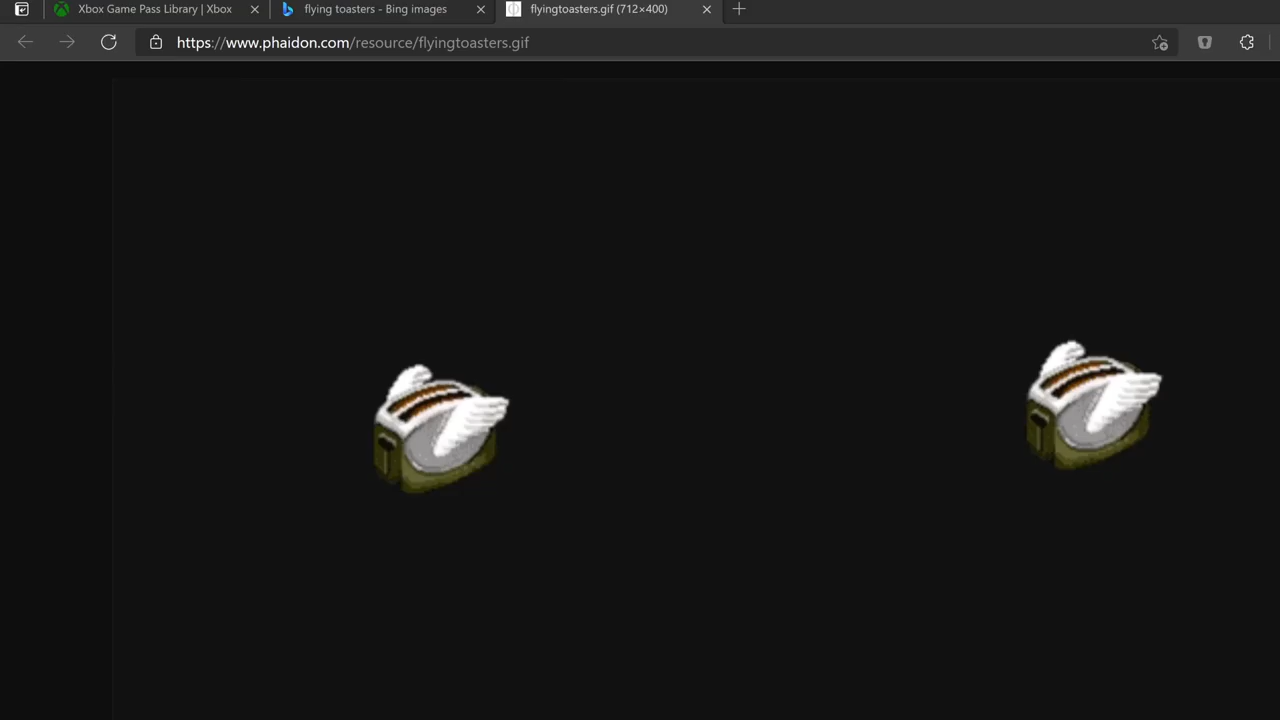 Xbox Game Pass Library | Xbox
flying toasters - Bing images
flyingtoasters.gif (712×400)
https://www.phaidon.com/resource/flyingtoasters.gif